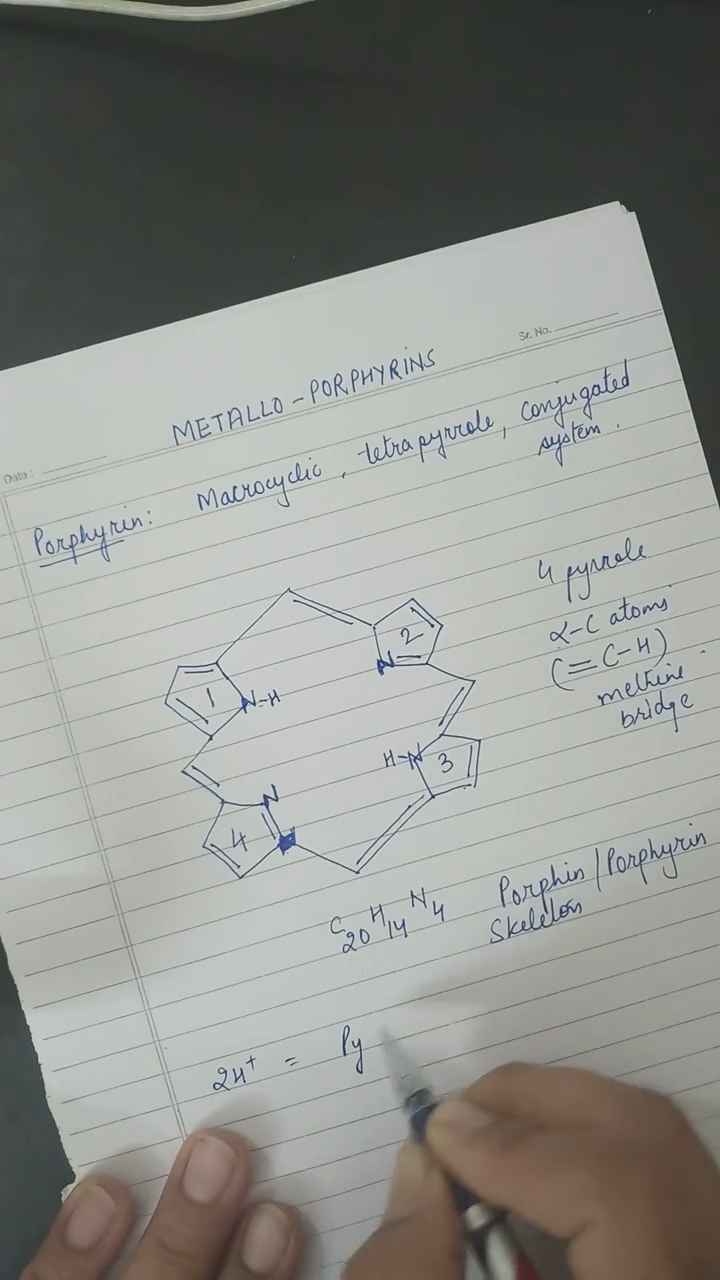 Sr. No.
METALLO-PORPHYRINS
Date :
Porphyrin: Macrocyclic, tetrapyrrole, conjugated
system.
4 pyrrole
α-C atoms
(=C-H)
methine
bridge
1
N-H
2
N
H-N
3
N
4
C20H14N4 Porphin/Porphyrin
Skeleton
2H+ = Py